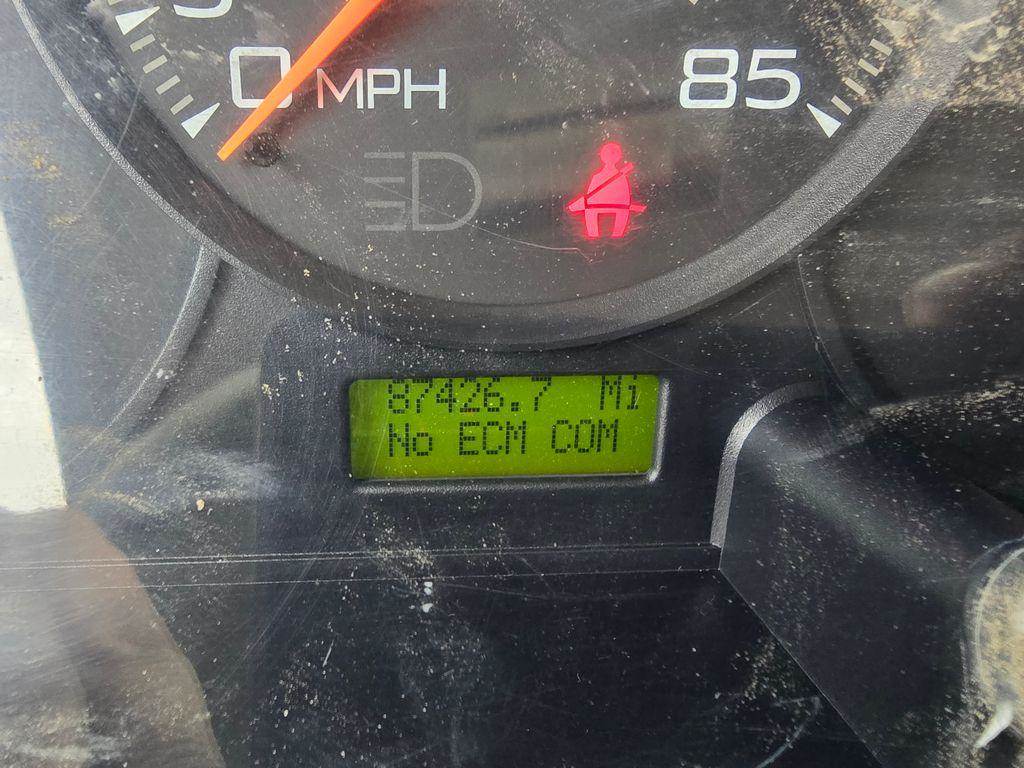 0 MPH 85
87426.7 Mi
No ECM COM